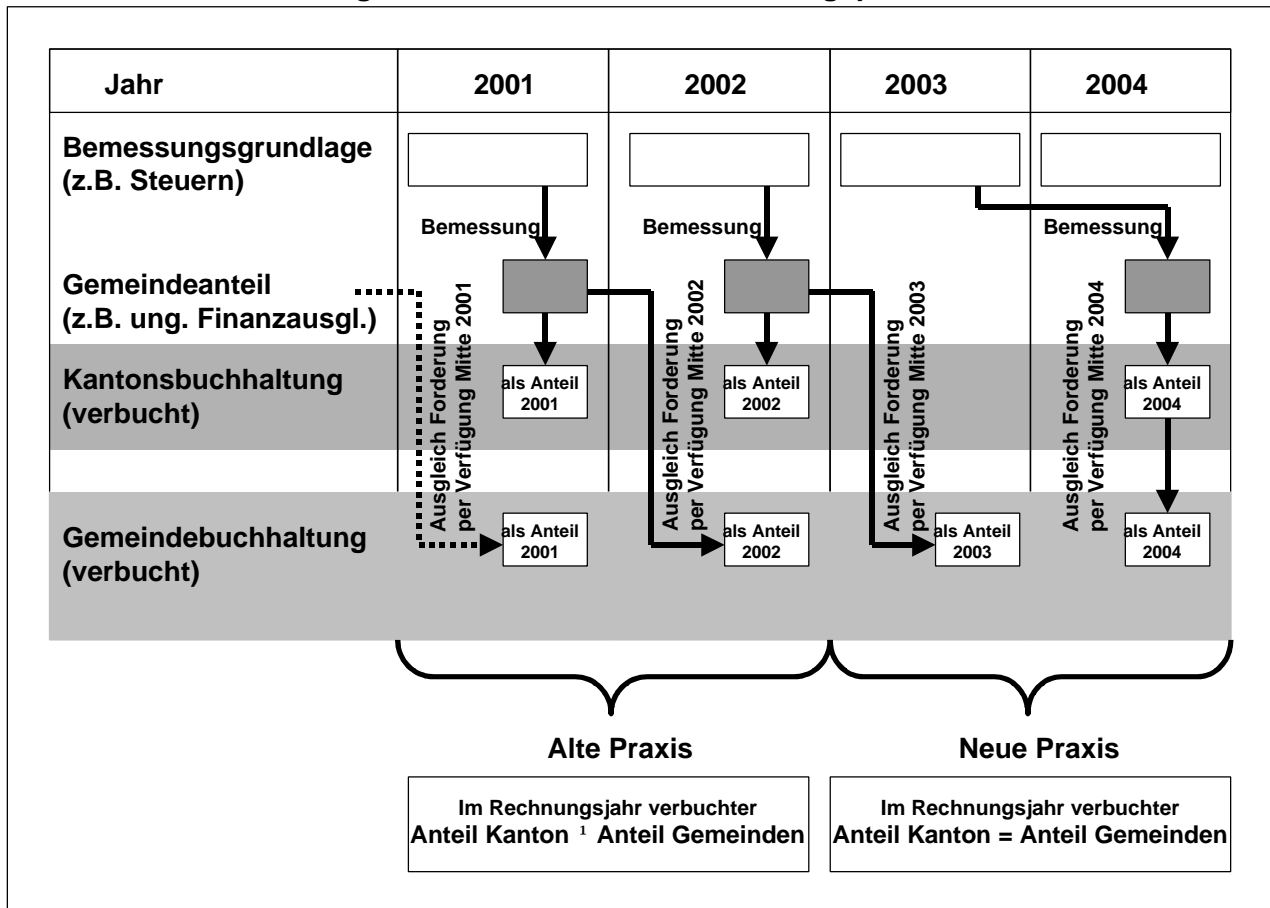 Jahr 2001 2002 2003 2004
Bemessungsgrundlage
(z.B. Steuern)
Bemessung Bemessung Bemessung
Gemeindeanteil
(z.B. ung. Finanzausgl.)
Ausgleich Forderung
per Verfügung Mitte 2001
Ausgleich Forderung
per Verfügung Mitte 2002
Ausgleich Forderung
per Verfügung Mitte 2003
Ausgleich Forderung
per Verfügung Mitte 2004
Kantonsbuchhaltung
(verbucht)
als Anteil
2001
als Anteil
2002
als Anteil
2004
Gemeindebuchhaltung
(verbucht)
als Anteil
2001
als Anteil
2002
als Anteil
2003
als Anteil
2004
Alte Praxis
Im Rechnungsjahr verbuchter
Anteil Kanton ¹ Anteil Gemeinden
Neue Praxis
Im Rechnungsjahr verbuchter
Anteil Kanton = Anteil Gemeinden